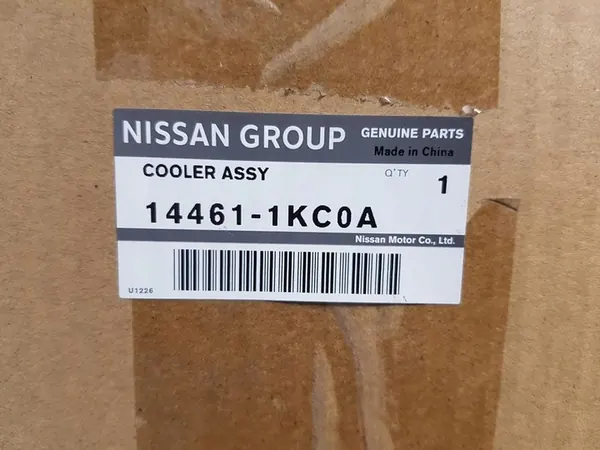 NISSAN GROUP GENUINE PARTS
Made in China
COOLER ASSY Q'TY 1
14461-1KC0A
Nissan Motor Co., Ltd.
U1226